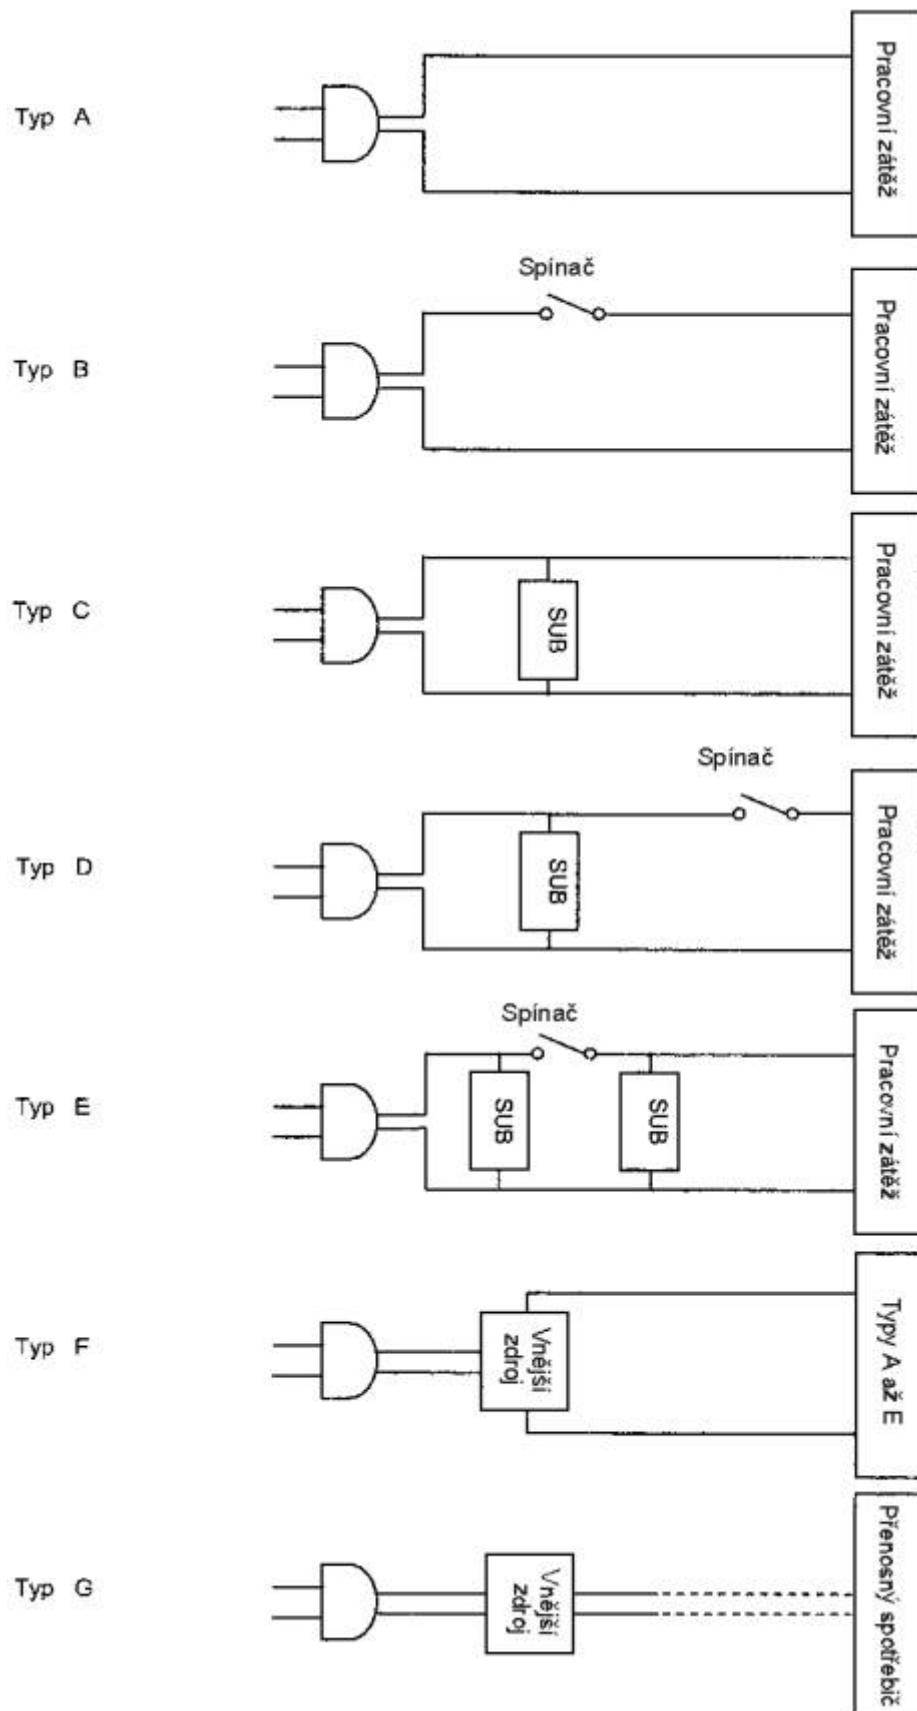 Typ A
Pracovní zátěž
Spínač
Typ B
Pracovní zátěž
Typ C
SUB
Pracovní zátěž
Spínač
Typ D
SUB
Pracovní zátěž
Spínač
Typ E
SUB
SUB
Pracovní zátěž
Typ F
Vnější
zdroj
Typy A až E
Typ G
Vnější
zdroj
Přenosný spotřebič